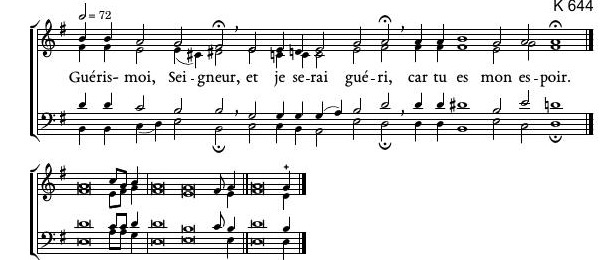 K 644
𝅗𝅥 = 72
Guéris- moi, Sei - gneur, et je se-rai gué - ri, car tu es mon es - poir.